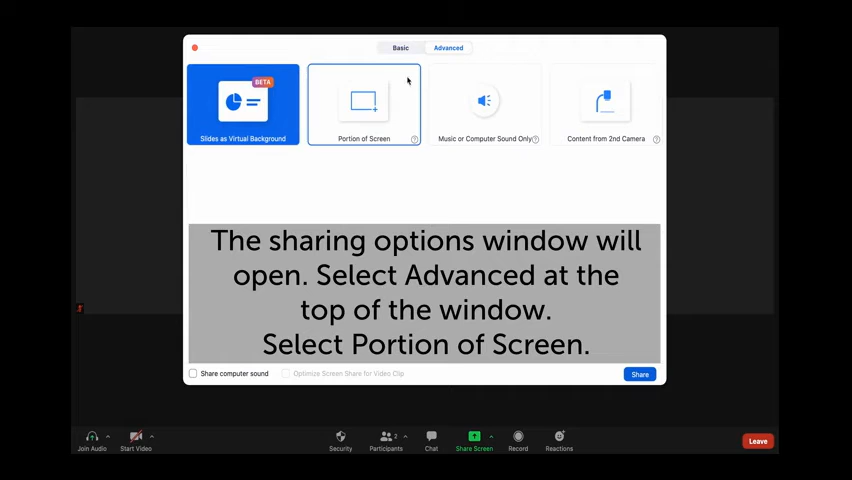 Basic
Advanced
BETA
Slides as Virtual Background
Portion of Screen
Music or Computer Sound Only
Content from 2nd Camera
The sharing options window will
open. Select Advanced at the
top of the window.
Select Portion of Screen.
Share computer sound
Optimize Screen Share for Video Clip
Share
Join Audio
Start Video
Security
Participants
2
Chat
Share Screen
Record
Reactions
Leave